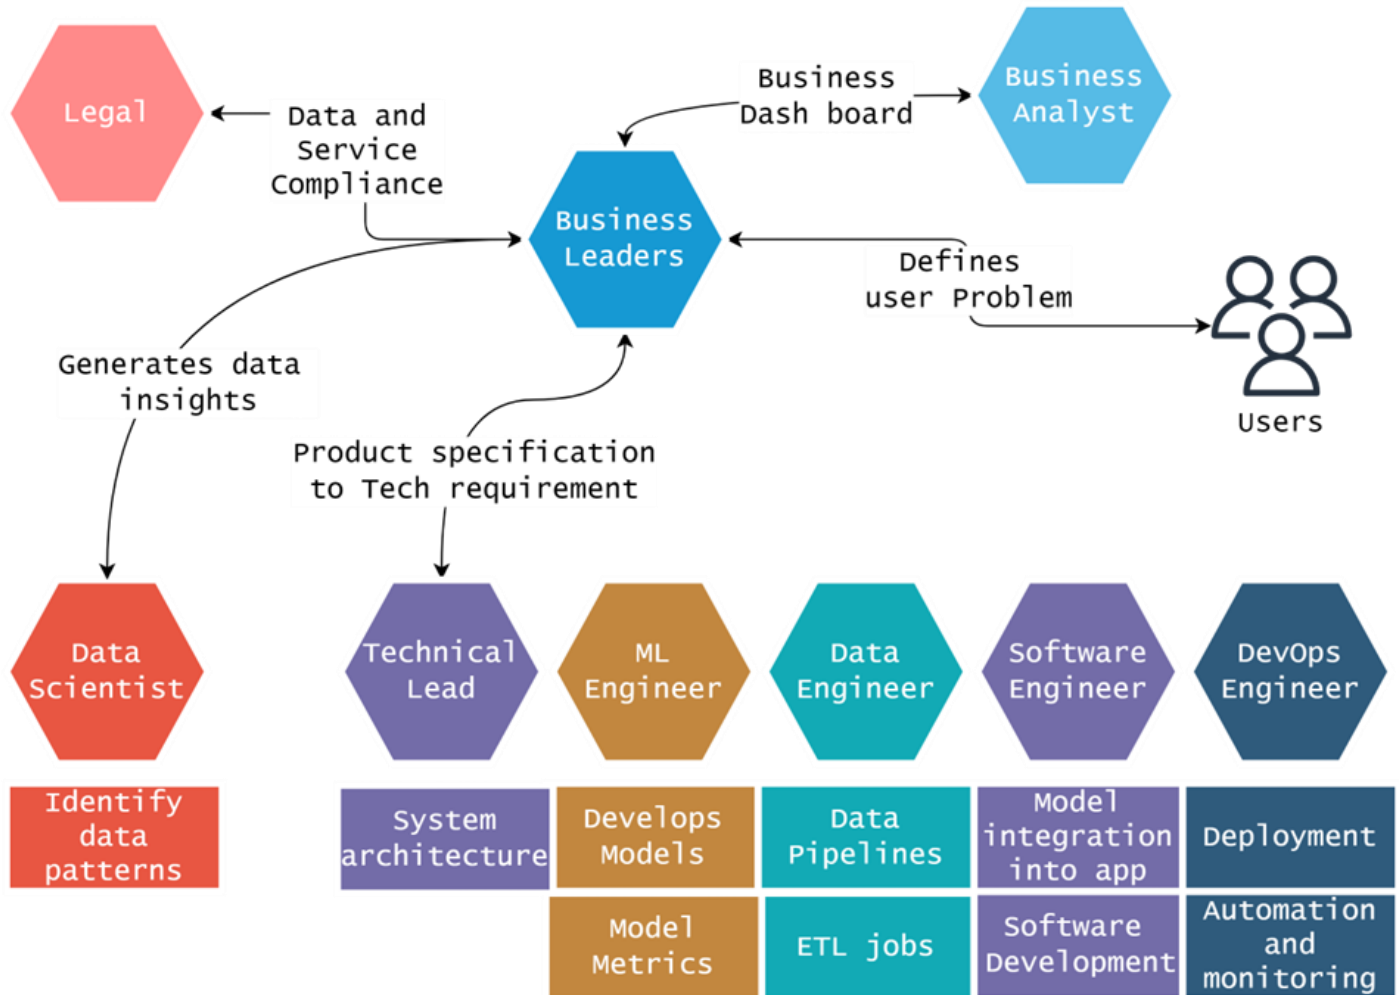 Legal
Data and
Service
Compliance
Business
Dash board
Business
Analyst
Business
Leaders
Defines
user Problem
Users
Generates data
insights
Product specification
to Tech requirement
Data
Scientist
Technical
Lead
ML
Engineer
Data
Engineer
Software
Engineer
DevOps
Engineer
Identify
data
patterns
System
architecture
Develops
Models
Data
Pipelines
Model
integration
into app
Deployment
Model
Metrics
ETL jobs
Software
Development
Automation
and
monitoring